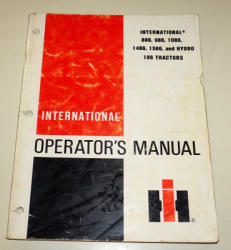 INTERNATIONAL®
886, 986, 1086,
1486, 1586, and HYDRO
186 TRACTORS
INTERNATIONAL
OPERATOR'S MANUAL
IH
®